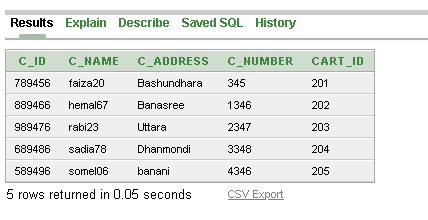 Results Explain Describe Saved SQL History
C_ID C_NAME C_ADDRESS C_NUMBER CART_ID
789456 faiza20 Bashundhara 345 201
889466 hemal67 Banasree 1346 202
989476 rabi23 Uttara 2347 203
689486 sadia78 Dhanmondi 3348 204
589496 somel06 banani 4346 205
5 rows returned in 0.05 seconds CSV Export